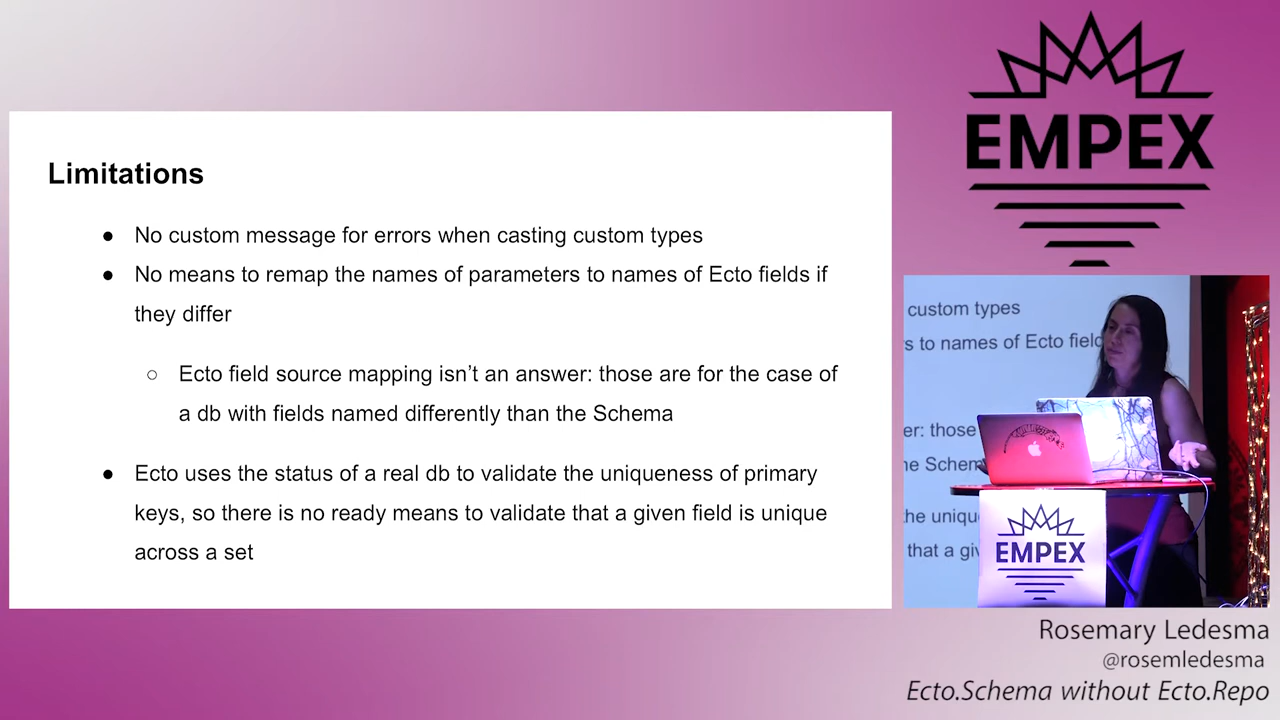 EMPEX
Limitations
● No custom message for errors when casting custom types
● No means to remap the names of parameters to names of Ecto fields if
they differ
○ Ecto field source mapping isn’t an answer: those are for the case of
a db with fields named differently than the Schema
● Ecto uses the status of a real db to validate the uniqueness of primary
keys, so there is no ready means to validate that a given field is unique
across a set
custom types
s to names of Ecto field
er: those
he Schem
the uniqu
that a giv
EMPEX
Rosemary Ledesma
@rosemledesma
Ecto.Schema without Ecto.Repo